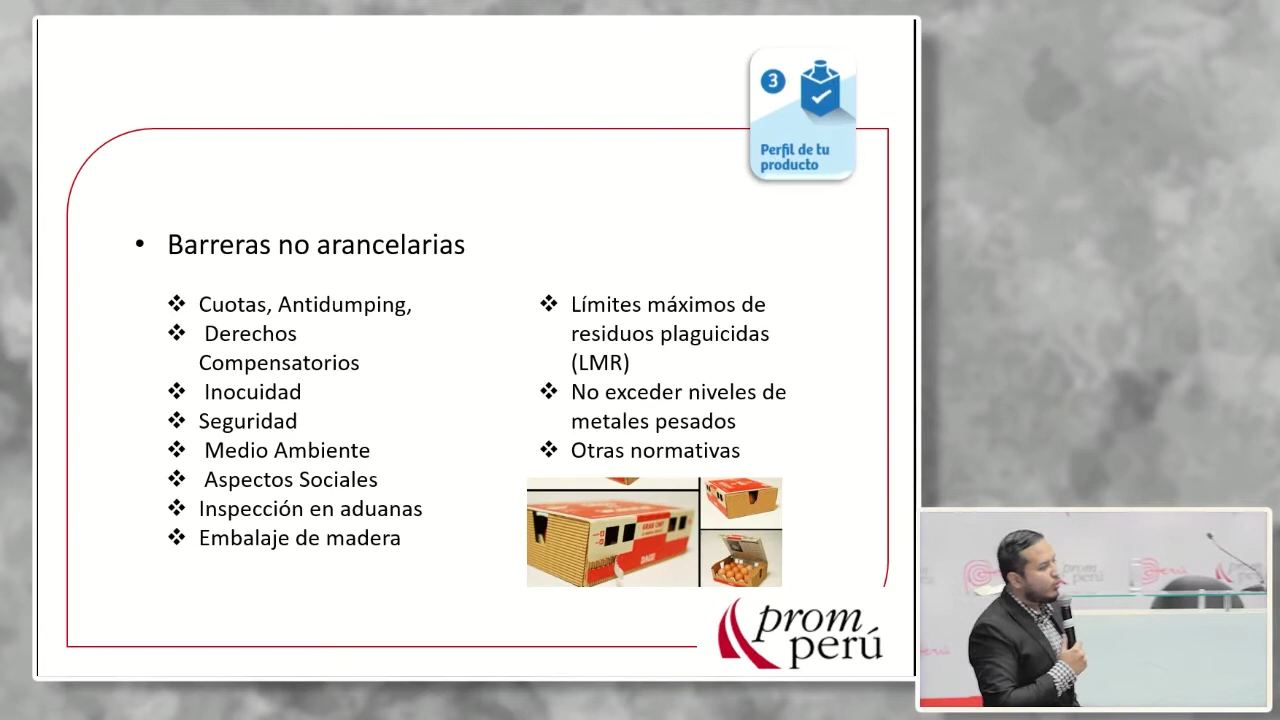 3
Perfil de tu
producto
• Barreras no arancelarias
❖ Cuotas, Antidumping,
❖ Derechos
Compensatorios
❖ Inocuidad
❖ Seguridad
❖ Medio Ambiente
❖ Aspectos Sociales
❖ Inspección en aduanas
❖ Embalaje de madera
❖ Límites máximos de
residuos plaguicidas
(LMR)
❖ No exceder niveles de
metales pesados
❖ Otras normativas
prom
perú
prom
perú